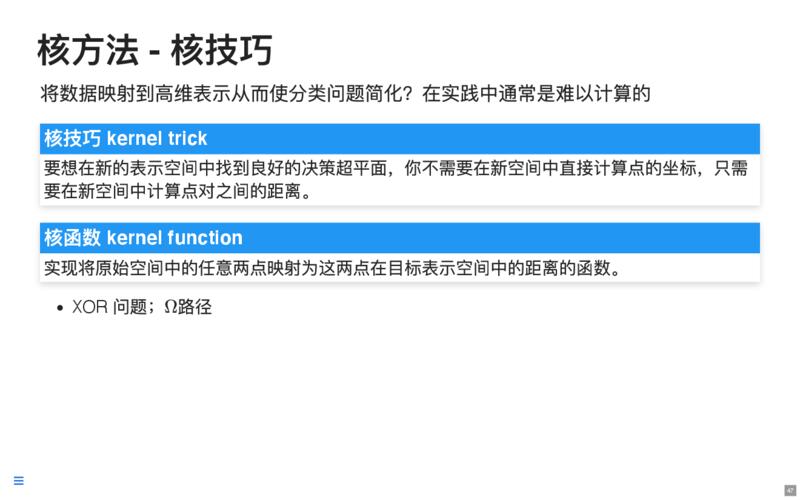 核方法 - 核技巧
将数据映射到高维表示从而使分类问题简化？在实践中通常是难以计算的
核技巧 kernel trick
要想在新的表示空间中找到良好的决策超平面，你不需要在新空间中直接计算点的坐标，只需
要在新空间中计算点对之间的距离。
核函数 kernel function
实现将原始空间中的任意两点映射为这两点在目标表示空间中的距离的函数。
• XOR 问题；Ω路径
47